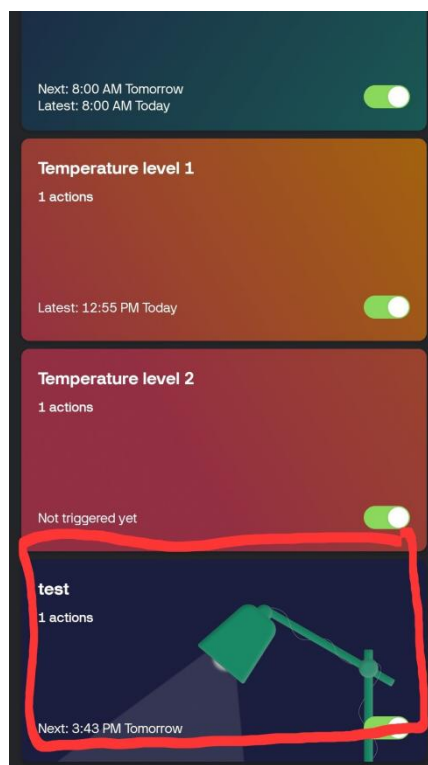 Next: 8:00 AM Tomorrow
Latest: 8:00 AM Today
Temperature level 1
1 actions
Latest: 12:55 PM Today
Temperature level 2
1 actions
Not triggered yet
test
1 actions
Next: 3:43 PM Tomorrow